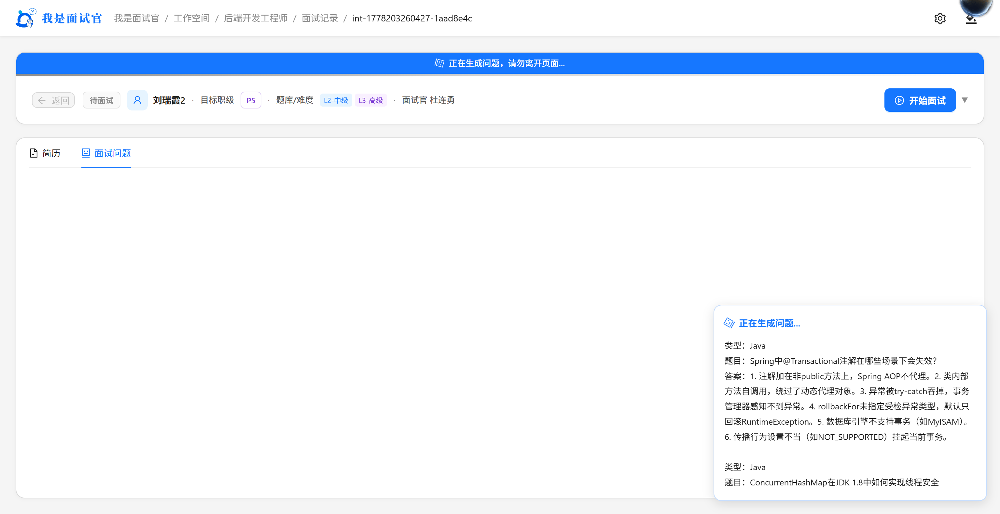 我是面试官 我是面试官 / 工作空间 / 后端开发工程师 / 面试记录 / int-1778203260427-1aad8e4c
正在生成问题，请勿离开页面...
返回 待面试 刘瑞霞2 · 目标职级 P5 · 题库/难度 L2-中级 L3-高级 · 面试官 杜连勇 开始面试
简历 面试问题
正在生成问题...
类型：Java
题目：Spring中@Transactional注解在哪些场景下会失效？
答案：1. 注解加在非public方法上，Spring AOP不代理。2. 类内部
方法自调用，绕过了动态代理对象。3. 异常被try-catch吞掉，事务
管理器感知不到异常。4. rollbackFor未指定受检异常类型，默认只
回滚RuntimeException。5. 数据库引擎不支持事务（如MyISAM）。
6. 传播行为设置不当（如NOT_SUPPORTED）挂起当前事务。
类型：Java
题目：ConcurrentHashMap在JDK 1.8中如何实现线程安全